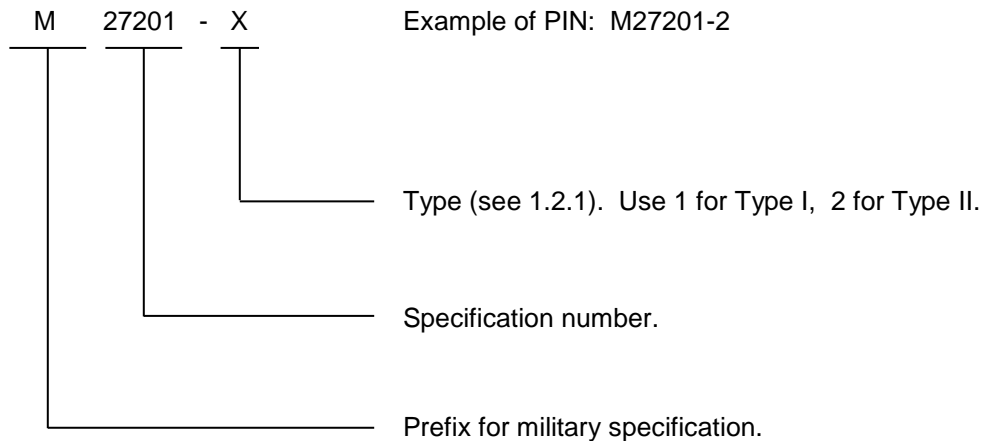 M 27201 - X Example of PIN: M27201-2
Type (see 1.2.1). Use 1 for Type I, 2 for Type II.
Specification number.
Prefix for military specification.